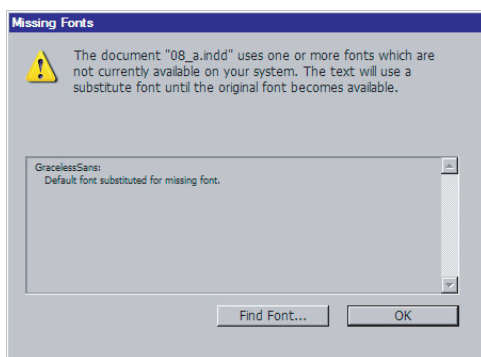 Missing Fonts
The document "08_a.indd" uses one or more fonts which are
not currently available on your system. The text will use a
substitute font until the original font becomes available.
GracelessSans:
Default font substituted for missing font.
Find Font...
OK